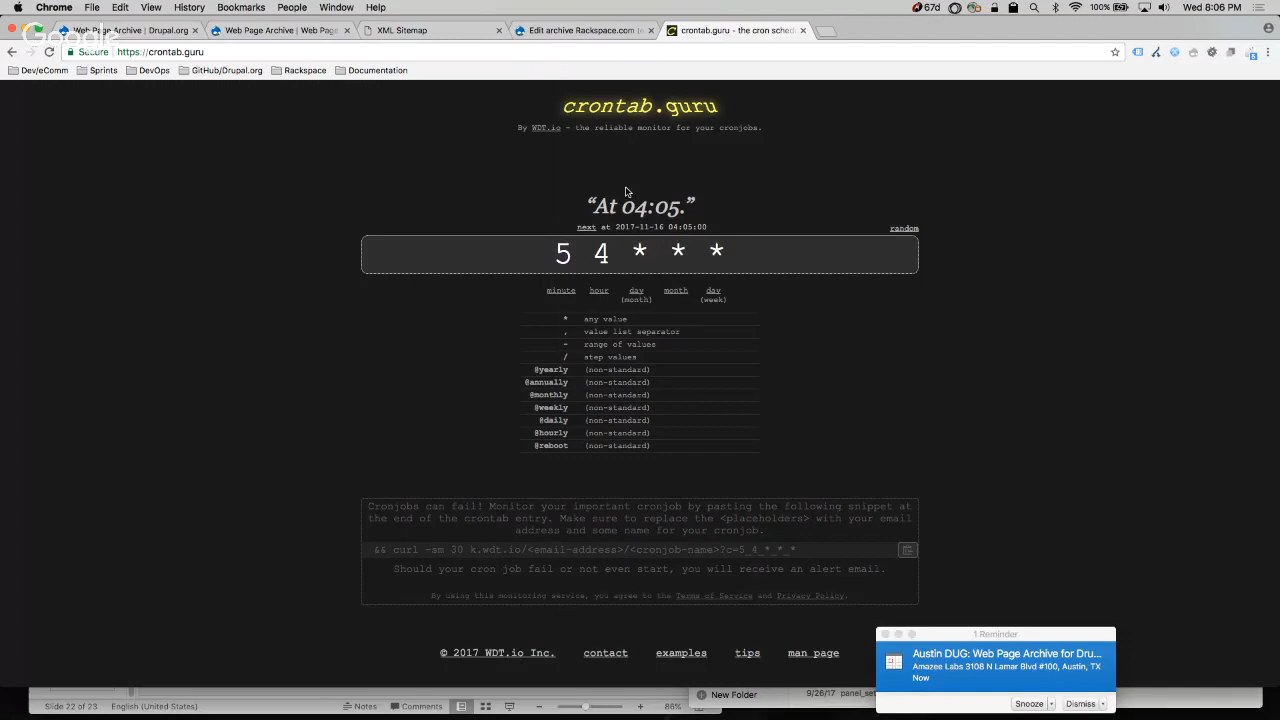 Chrome File Edit View History Bookmarks People Window Help 67d 100% Wed 8:06 PM
Web Page Archive | Drupal.org × Web Page Archive | Web Page × XML Sitemap × Edit archive Rackspace.com (e × crontab.guru - the cron sched ×
Google
Secure https://crontab.guru
Dev/eComm Sprints DevOps GitHub/Drupal.org Rackspace Documentation
crontab.guru
By WDT.io - the reliable monitor for your cronjobs.
“At 04:05.”
next at 2017-11-16 04:05:00
random
5 4 * * *
minute hour day month day
(month) (week)
* any value
, value list separator
- range of values
/ step values
@yearly (non-standard)
@annually (non-standard)
@monthly (non-standard)
@weekly (non-standard)
@daily (non-standard)
@hourly (non-standard)
@reboot (non-standard)
Cronjobs can fail! Monitor your important cronjob by pasting the following snippet at
the end of the crontab entry. Make sure to replace the <placeholders> with your email
address and some name for your cronjob.
&& curl -sm 30 k.wdt.io/<email-address>/<cronjob-name>?c=5_4_*_*_*
Should your cron job fail or not even start, you will receive an alert email.
By using this monitoring service, you agree to the Terms of Service and Privacy Policy.
© 2017 WDT.io Inc. contact examples tips man page
1 Reminder
Austin DUG: Web Page Archive for Dru...
Amazee Labs 3108 N Lamar Blvd #100, Austin, TX
Now
Snooze Dismiss
New Folder 9/26/17 panel_set
Slide 22 of 23 English (United States) Notes Comments 86%